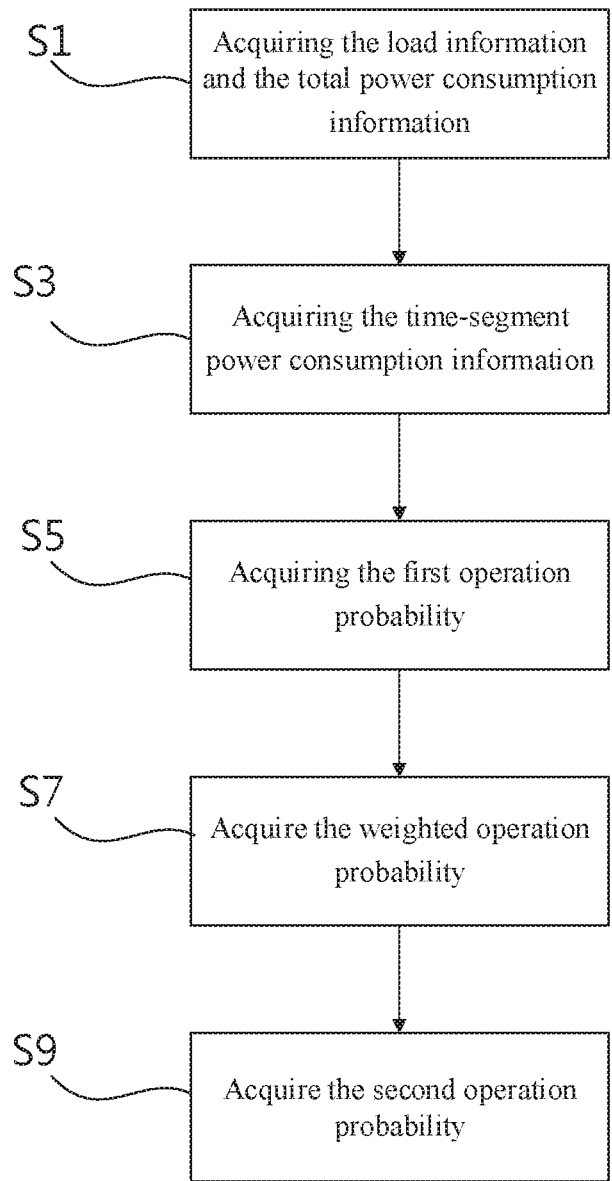 S1
Acquiring the load information
and the total power consumption
information
S3
Acquiring the time-segment
power consumption information
S5
Acquiring the first operation
probability
S7
Acquire the weighted operation
probability
S9
Acquire the second operation
probability